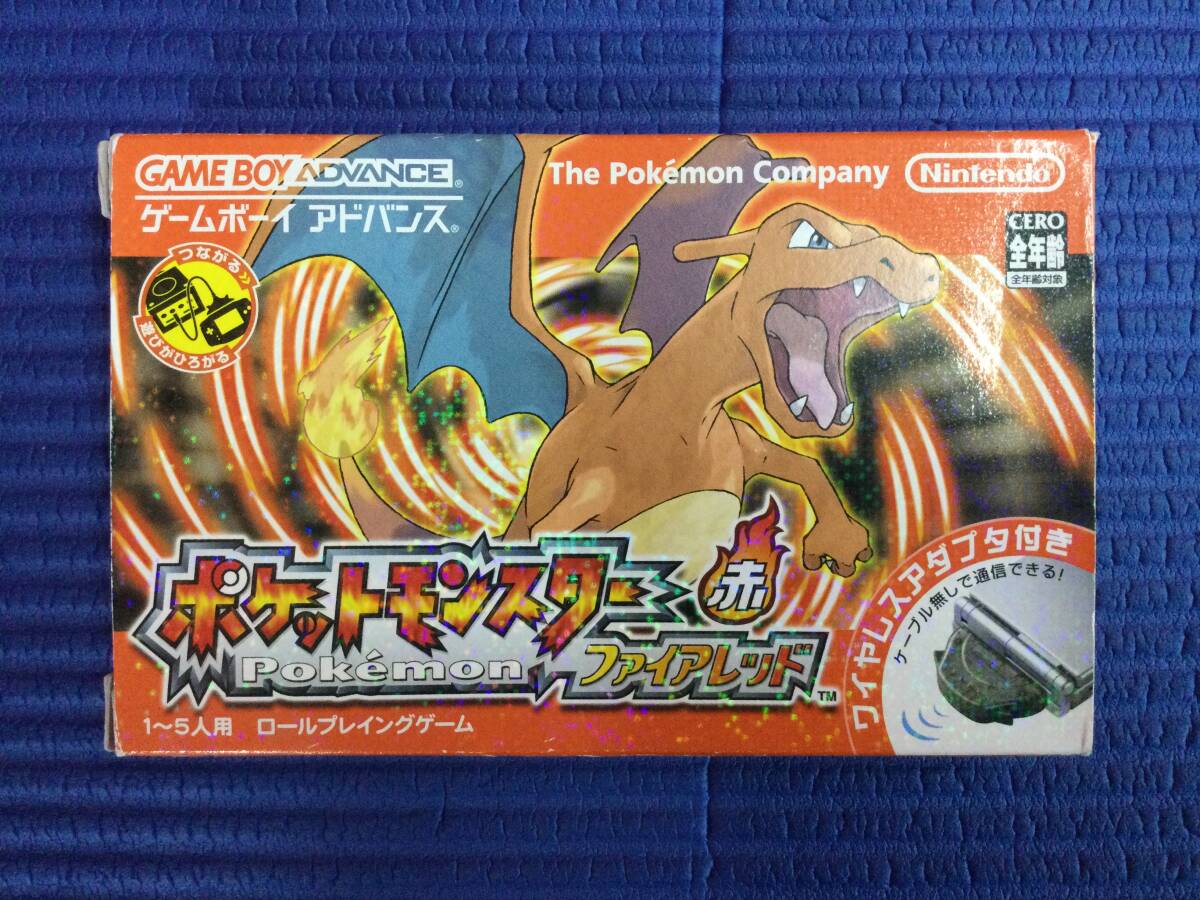 GAME BOY ADVANCE®
ゲームボーイ アドバンス®
The Pokémon Company
Nintendo
CERO
全年齢
全年齢対象
つながる»
遊びがひろがる
ポケットモンスター
赤
Pokémon
ファイアレッド™
1〜5人用 ロールプレイングゲーム
ワイヤレスアダプタ付き
ケーブル無しで通信できる!